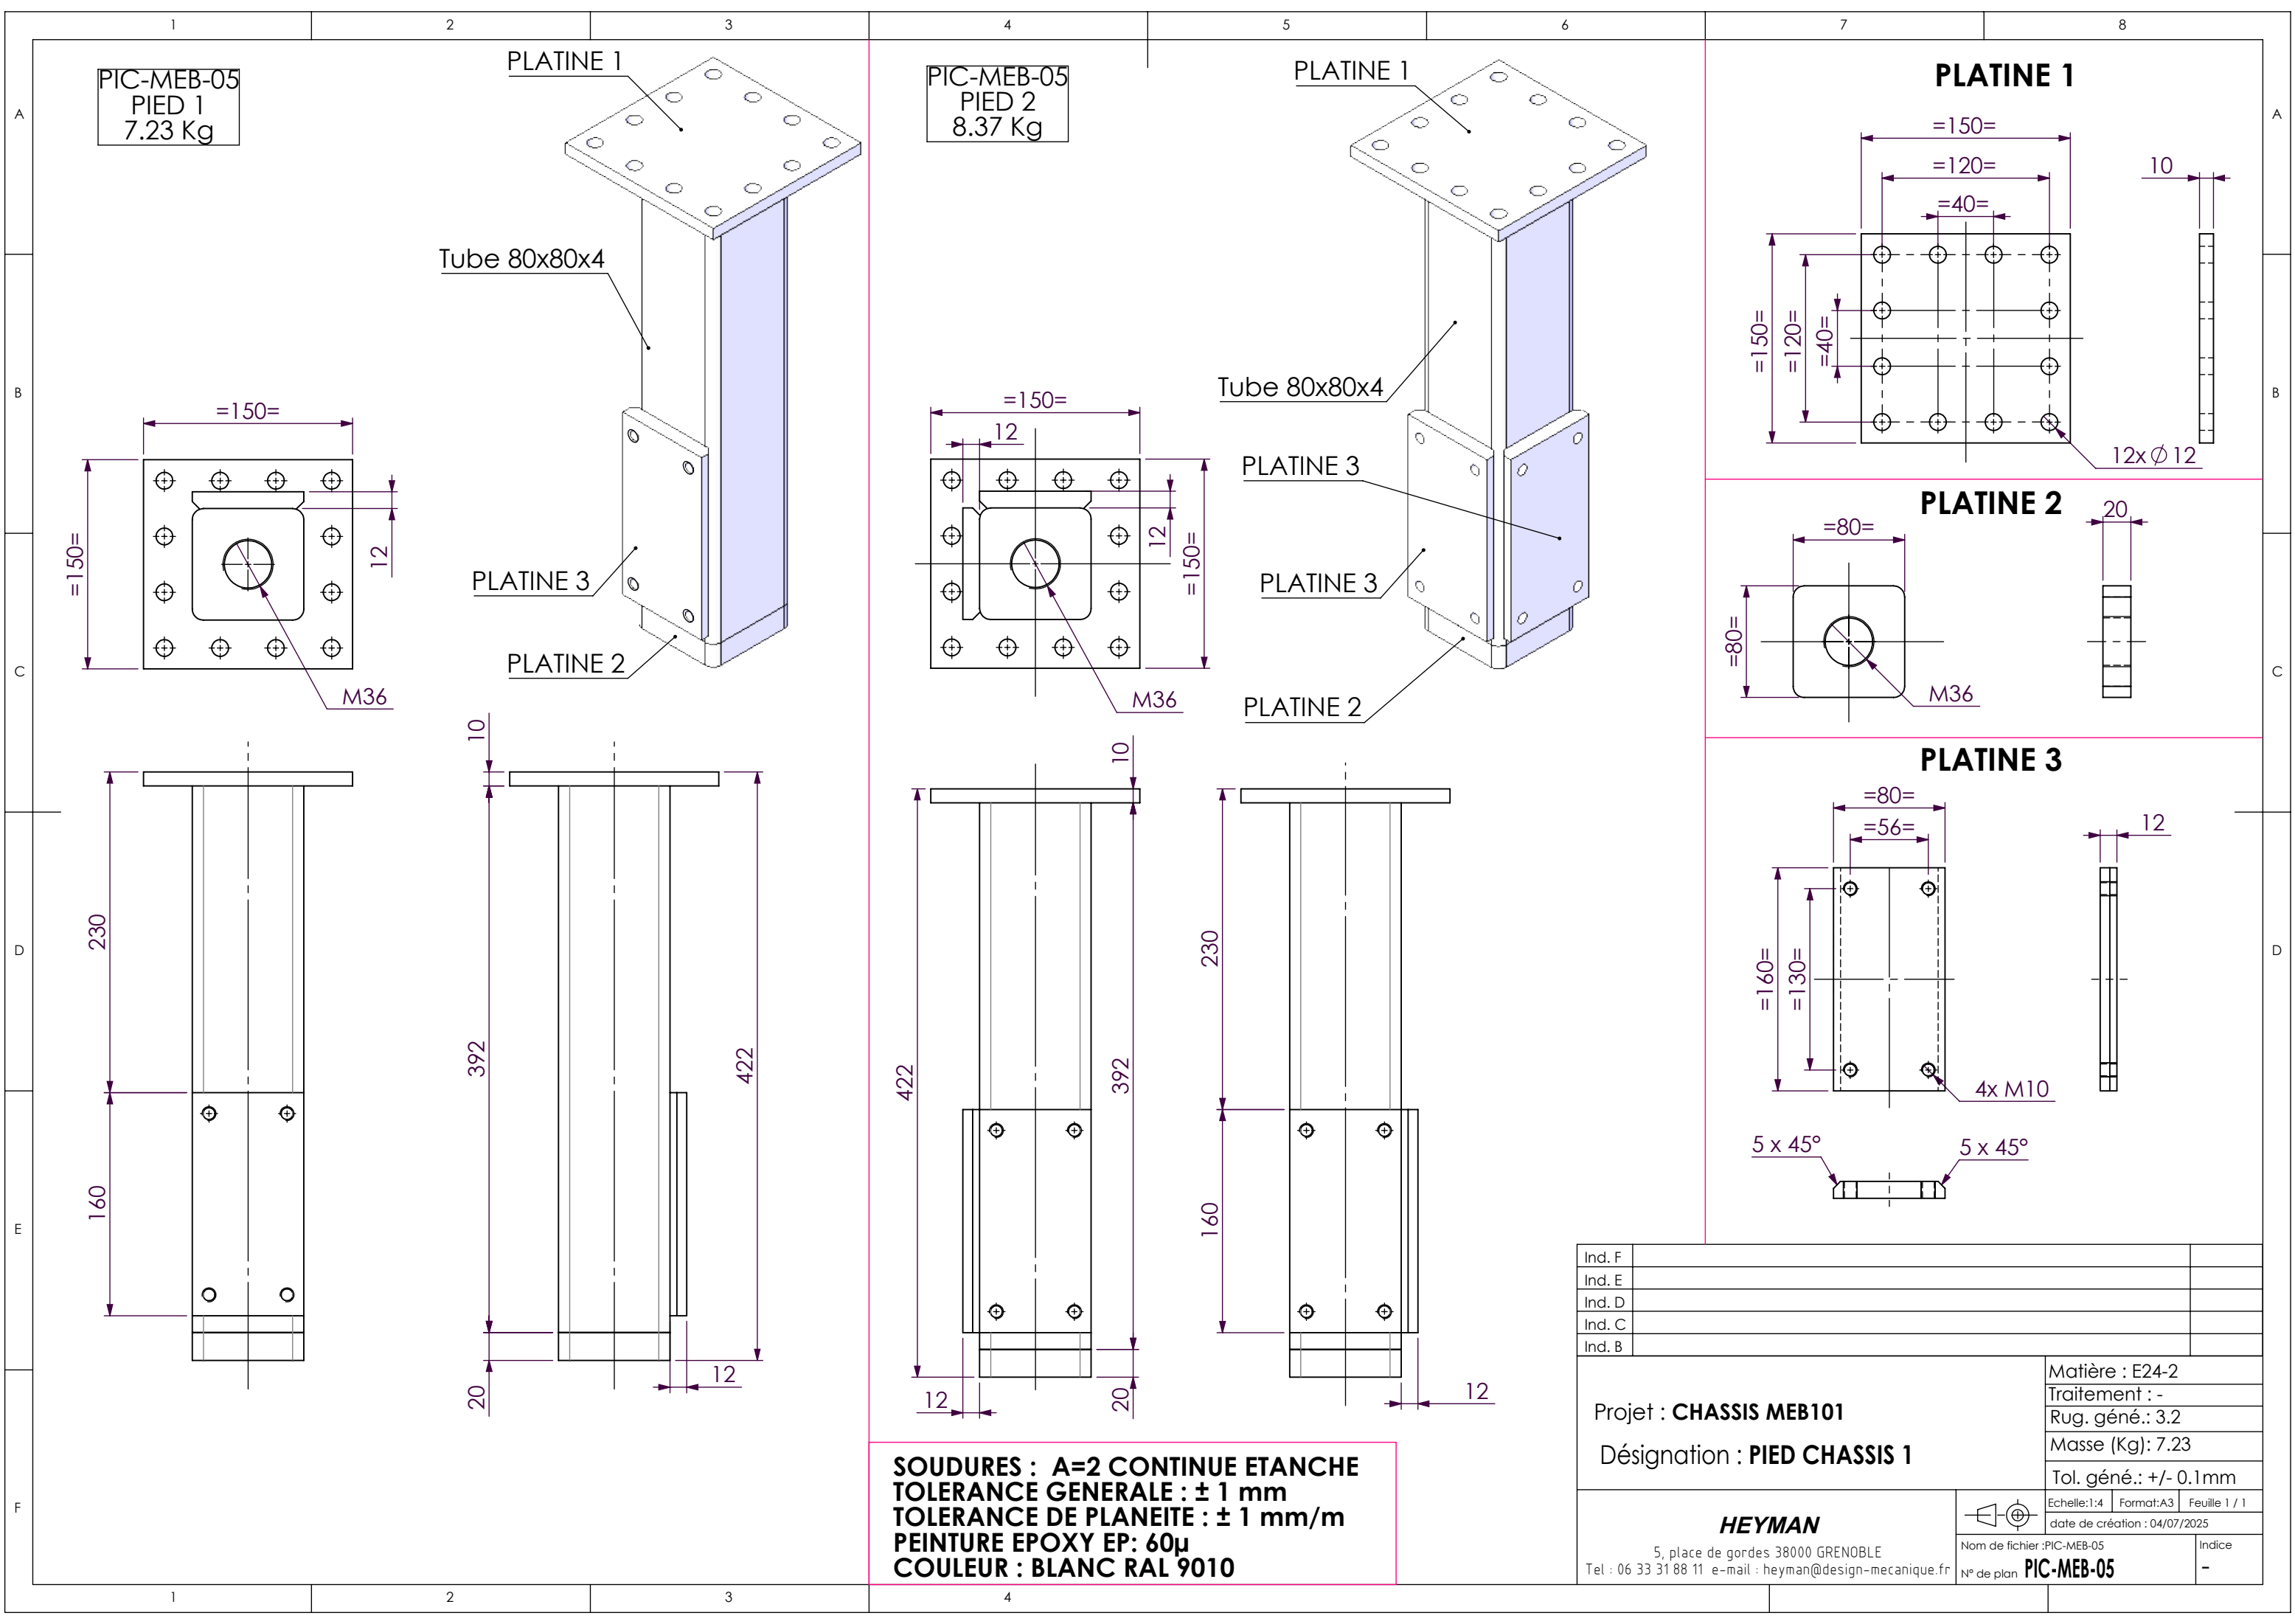 1 2 3 4 5 6 7 8
A
B
C
D
E
F
A
B
C
D
1 2 3 4
PIC-MEB-05
PIED 1
7.23 Kg
PLATINE 1
Tube 80x80x4
PLATINE 3
PLATINE 2
=150=
=150=
12
M36
230
160
10
392
20
422
12
PIC-MEB-05
PIED 2
8.37 Kg
PLATINE 1
Tube 80x80x4
PLATINE 3
PLATINE 3
PLATINE 2
=150=
12
12
=150=
M36
10
422
392
12
20
230
160
12
PLATINE 1
=150=
=120=
=40=
10
=150=
=120=
=40=
12x Ø 12
PLATINE 2
=80=
20
=80=
M36
PLATINE 3
=80=
=56=
12
=160=
=130=
4x M10
5 x 45°
5 x 45°
SOUDURES : A=2 CONTINUE ETANCHE
TOLERANCE GENERALE : ± 1 mm
TOLERANCE DE PLANEITE : ± 1 mm/m
PEINTURE EPOXY EP: 60µ
COULEUR : BLANC RAL 9010
Ind. F
Ind. E
Ind. D
Ind. C
Ind. B
Projet : CHASSIS MEB101
Désignation : PIED CHASSIS 1
Matière : E24-2
Traitement : -
Rug. géné.: 3.2
Masse (Kg): 7.23
Tol. géné.: +/- 0.1mm
Echelle:1:4 Format:A3 Feuille 1 / 1
date de création : 04/07/2025
HEYMAN
5, place de gordes 38000 GRENOBLE
Tel : 06 33 31 88 11 e-mail : heyman@design-mecanique.fr
Nom de fichier :PIC-MEB-05
N° de plan PIC-MEB-05
Indice
-